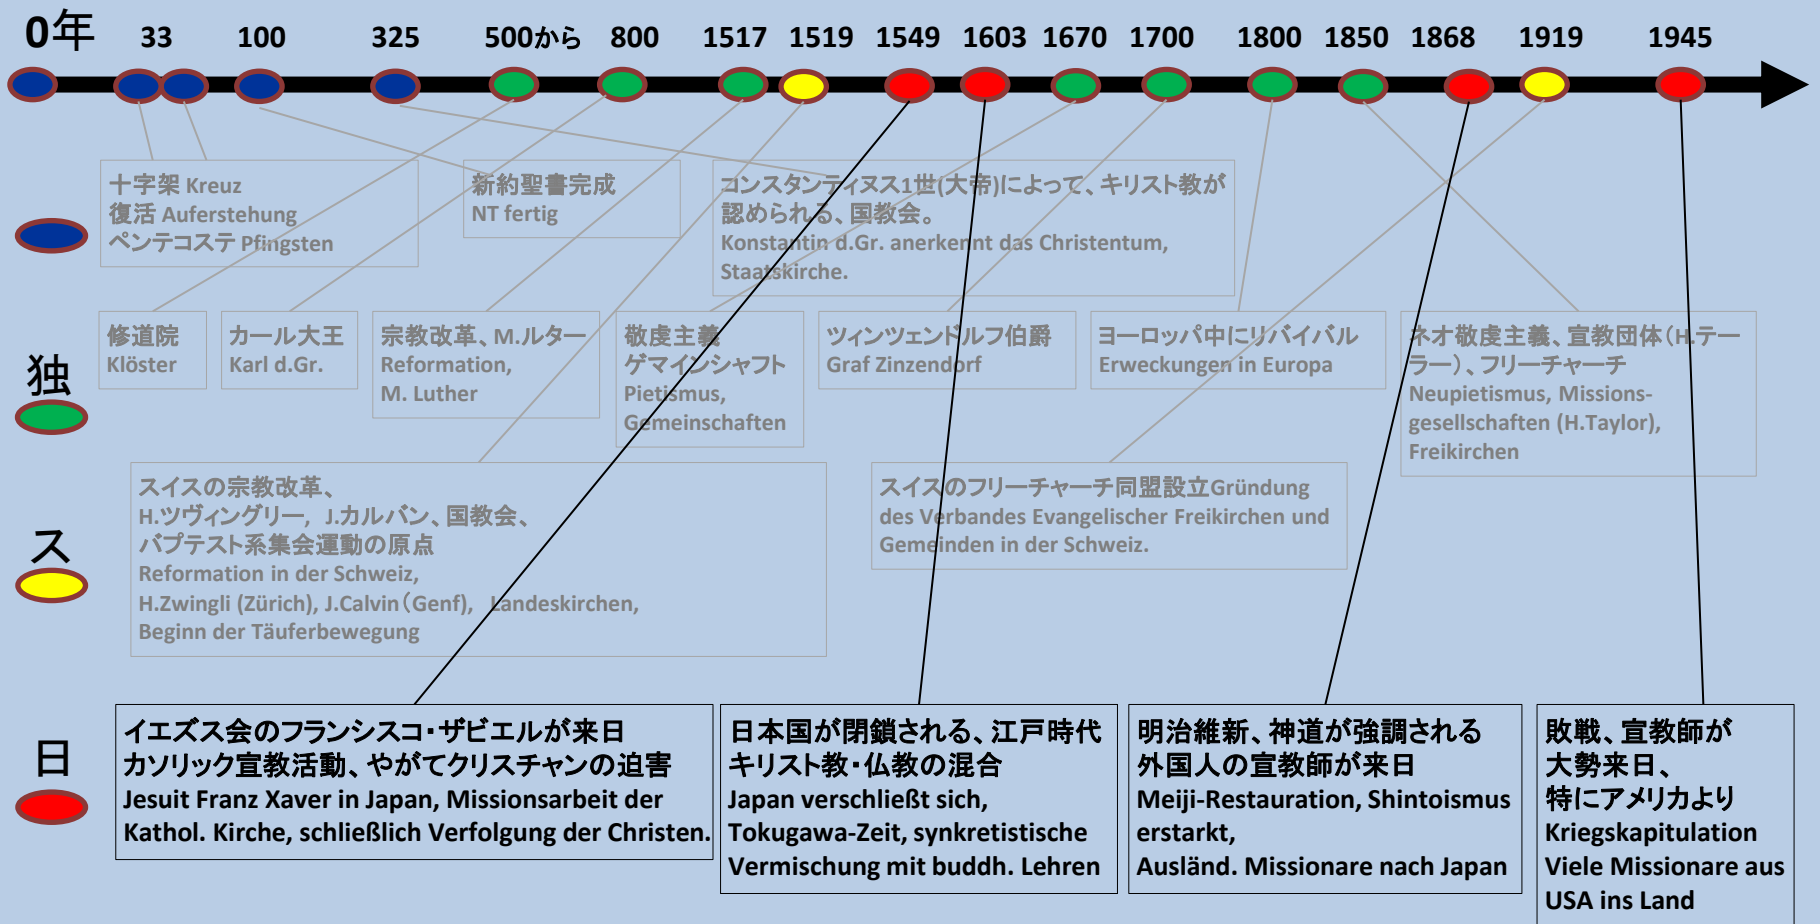 0年 33 100 325 500から 800 1517 1519 1549 1603 1670 1700 1800 1850 1868 1919 1945
十字架 Kreuz
復活 Auferstehung
ペンテコステ Pfingsten
新約聖書完成
NT fertig
コンスタンティヌス1世(大帝)によって、キリスト教が
認められる、国教会。
Konstantin d.Gr. anerkennt das Christentum,
Staatskirche.
独
修道院
Klöster
カール大王
Karl d.Gr.
宗教改革、M.ルター
Reformation,
M. Luther
敬虔主義
ゲマインシャフト
Pietismus,
Gemeinschaften
ツィンツェンドルフ伯爵
Graf Zinzendorf
ヨーロッパ中にリバイバル
Erweckungen in Europa
ネオ敬虔主義、宣教団体(H.テー
ラー)、フリーチャーチ
Neupietismus, Missions-
gesellschaften (H.Taylor),
Freikirchen
ス
スイスの宗教改革、
H.ツヴィングリー, J.カルバン、国教会、
バプテスト系集会運動の原点
Reformation in der Schweiz,
H.Zwingli (Zürich), J.Calvin(Genf), Landeskirchen,
Beginn der Täuferbewegung
スイスのフリーチャーチ同盟設立Gründung
des Verbandes Evangelischer Freikirchen und
Gemeinden in der Schweiz.
日
イエズス会のフランシスコ・ザビエルが来日
カソリック宣教活動、やがてクリスチャンの迫害
Jesuit Franz Xaver in Japan, Missionsarbeit der
Kathol. Kirche, schließlich Verfolgung der Christen.
日本国が閉鎖される、江戸時代
キリスト教・仏教の混合
Japan verschließt sich,
Tokugawa-Zeit, synkretistische
Vermischung mit buddh. Lehren
明治維新、神道が強調される
外国人の宣教師が来日
Meiji-Restauration, Shintoismus
erstarkt,
Ausländ. Missionare nach Japan
敗戦、宣教師が
大勢来日、
特にアメリカより
Kriegskapitulation
Viele Missionare aus
USA ins Land